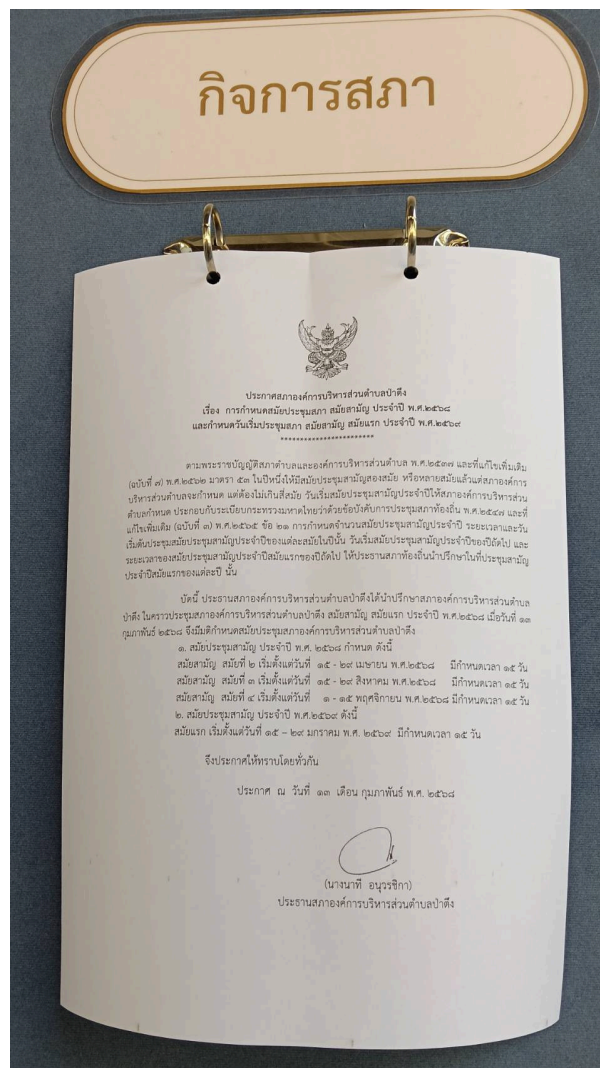 กิจการสภา
ประกาศสภาองค์การบริหารส่วนตำบลป่าตึง
เรื่อง การกำหนดสมัยประชุมสภา สมัยสามัญ ประจำปี พ.ศ.๒๕๖๘
และกำหนดวันเริ่มประชุมสภา สมัยสามัญ สมัยแรก ประจำปี พ.ศ.๒๕๖๙
************************
ตามพระราชบัญญัติสภาตำบลและองค์การบริหารส่วนตำบล พ.ศ.๒๕๓๗ และที่แก้ไขเพิ่มเติม
(ฉบับที่ ๗) พ.ศ.๒๕๖๒ มาตรา ๕๓ ในปีหนึ่งให้มีสมัยประชุมสามัญสองสมัย หรือหลายสมัยแล้วแต่สภาองค์การ
บริหารส่วนตำบลจะกำหนด แต่ต้องไม่เกินสี่สมัย วันเริ่มสมัยประชุมสามัญประจำปีให้สภาองค์การบริหารส่วน
ตำบลกำหนด ประกอบกับระเบียบกระทรวงมหาดไทยว่าด้วยข้อบังคับการประชุมสภาท้องถิ่น พ.ศ.๒๕๔๗ และที่
แก้ไขเพิ่มเติม (ฉบับที่ ๓) พ.ศ.๒๕๖๕ ข้อ ๒๑ การกำหนดจำนวนสมัยประชุมสามัญประจำปี ระยะเวลาและวัน
เริ่มต้นประชุมสมัยประชุมสามัญประจำปีของแต่ละสมัยในปีนั้น วันเริ่มสมัยประชุมสามัญประจำปีของปีถัดไป และ
ระยะเวลาของสมัยประชุมสามัญประจำปีสมัยแรกของปีถัดไป ให้ประธานสภาท้องถิ่นนำปรึกษาในที่ประชุมสามัญ
ประจำปีสมัยแรกของแต่ละปี นั้น
บัดนี้ ประธานสภาองค์การบริหารส่วนตำบลป่าตึงได้นำปรึกษาสภาองค์การบริหารส่วนตำบล
ป่าตึง ในคราวประชุมสภาองค์การบริหารส่วนตำบลป่าตึง สมัยสามัญ สมัยแรก ประจำปี พ.ศ.๒๕๖๘ เมื่อวันที่ ๑๓
กุมภาพันธ์ ๒๕๖๘ จึงมีมติกำหนดสมัยประชุมสภาองค์การบริหารส่วนตำบลป่าตึง
๑. สมัยประชุมสามัญ ประจำปี พ.ศ. ๒๕๖๘ กำหนด ดังนี้
สมัยสามัญ สมัยที่ ๒ เริ่มตั้งแต่วันที่ ๑๕ - ๒๙ เมษายน พ.ศ.๒๕๖๘ มีกำหนดเวลา ๑๕ วัน
สมัยสามัญ สมัยที่ ๓ เริ่มตั้งแต่วันที่ ๑๕ - ๒๙ สิงหาคม พ.ศ.๒๕๖๘ มีกำหนดเวลา ๑๕ วัน
สมัยสามัญ สมัยที่ ๔ เริ่มตั้งแต่วันที่ ๑ - ๑๕ พฤศจิกายน พ.ศ.๒๕๖๘ มีกำหนดเวลา ๑๕ วัน
๒. สมัยประชุมสามัญ ประจำปี พ.ศ.๒๕๖๙ ดังนี้
สมัยแรก เริ่มตั้งแต่วันที่ ๑๕ – ๒๙ มกราคม พ.ศ. ๒๕๖๙ มีกำหนดเวลา ๑๕ วัน
จึงประกาศให้ทราบโดยทั่วกัน
ประกาศ ณ วันที่ ๑๓ เดือน กุมภาพันธ์ พ.ศ. ๒๕๖๘
(นางนาที อนุวรชิกา)
ประธานสภาองค์การบริหารส่วนตำบลป่าตึง